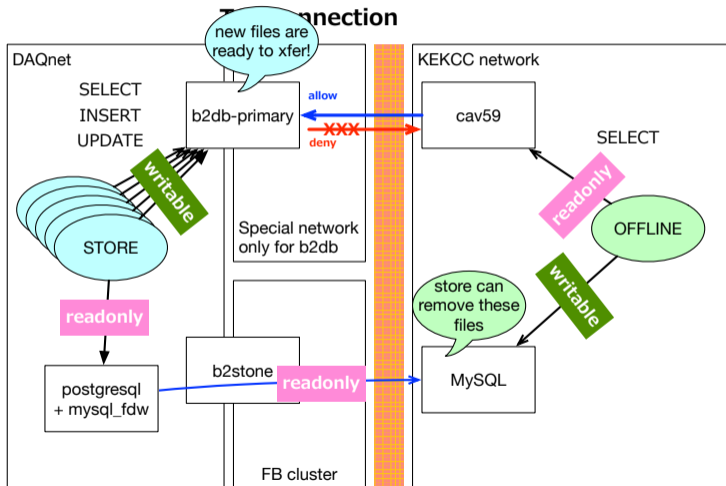 nnection
new files are
ready to xfer!
DAQnet
KEKCC network
SELECT
INSERT
UPDATE
b2db-primary
allow
XXX
deny
cav59
SELECT
writable
readonly
STORE
Special network
only for b2db
OFFLINE
readonly
writable
store can
remove these
files
b2stone
readonly
postgresql
+ mysql_fdw
MySQL
FB cluster